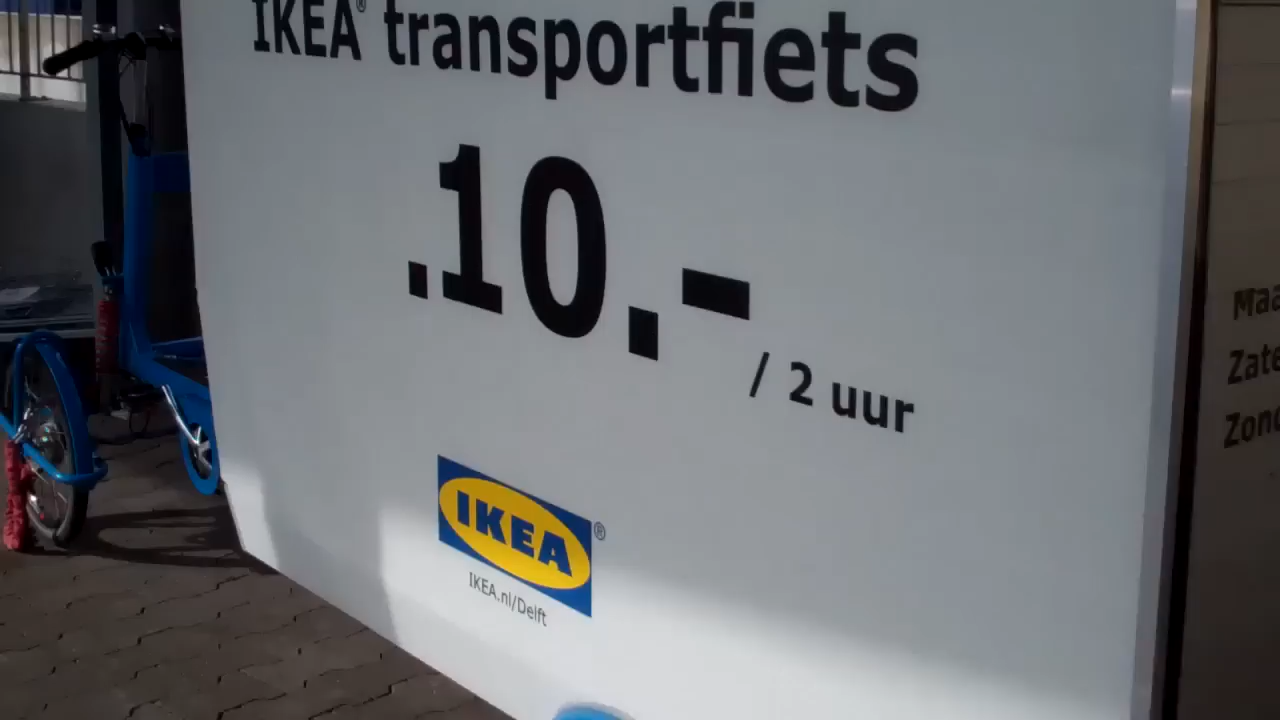 IKEA® transportfiets
.10.-
/ 2 uur
IKEA®
IKEA.nl/Delft